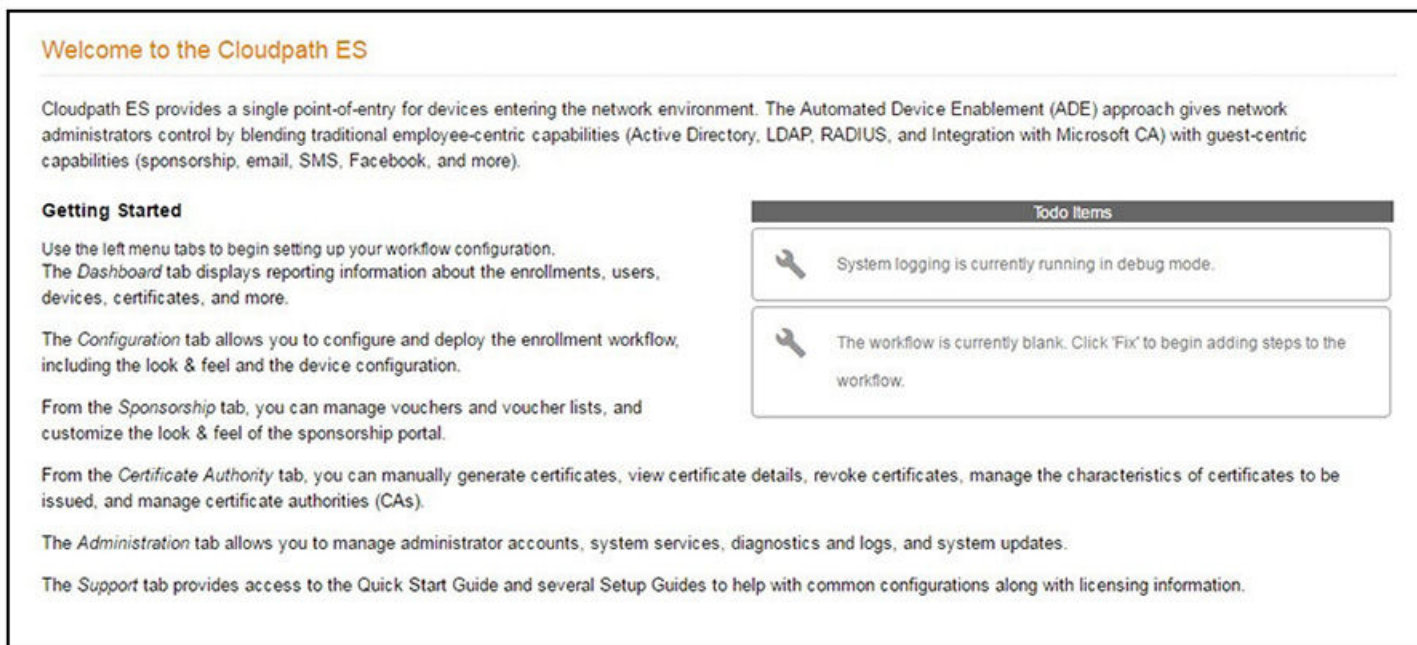 Welcome to the Cloudpath ES
Cloudpath ES provides a single point-of-entry for devices entering the network environment. The Automated Device Enablement (ADE) approach gives network
administrators control by blending traditional employee-centric capabilities (Active Directory, LDAP, RADIUS, and Integration with Microsoft CA) with guest-centric
capabilities (sponsorship, email, SMS, Facebook, and more).
Getting Started
Use the left menu tabs to begin setting up your workflow configuration.
The Dashboard tab displays reporting information about the enrollments, users,
devices, certificates, and more.
The Configuration tab allows you to configure and deploy the enrollment workflow,
including the look & feel and the device configuration.
From the Sponsorship tab, you can manage vouchers and voucher lists, and
customize the look & feel of the sponsorship portal.
Todo Items
System logging is currently running in debug mode.
The workflow is currently blank. Click 'Fix' to begin adding steps to the
workflow.
From the Certificate Authority tab, you can manually generate certificates, view certificate details, revoke certificates, manage the characteristics of certificates to be
issued, and manage certificate authorities (CAs).
The Administration tab allows you to manage administrator accounts, system services, diagnostics and logs, and system updates.
The Support tab provides access to the Quick Start Guide and several Setup Guides to help with common configurations along with licensing information.